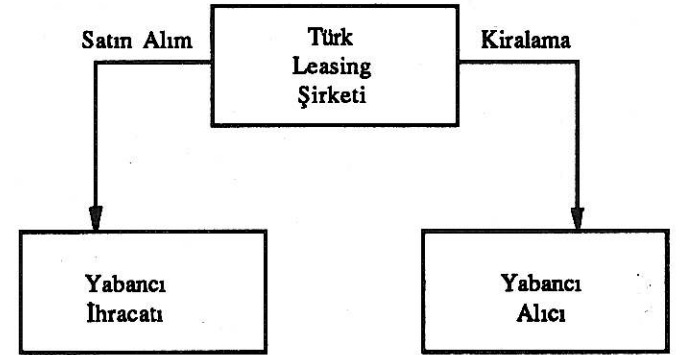 Satın Alım
Türk
Leasing
Şirketi
Kiralama
Yabancı
İhracatı
Yabancı
Alıcı